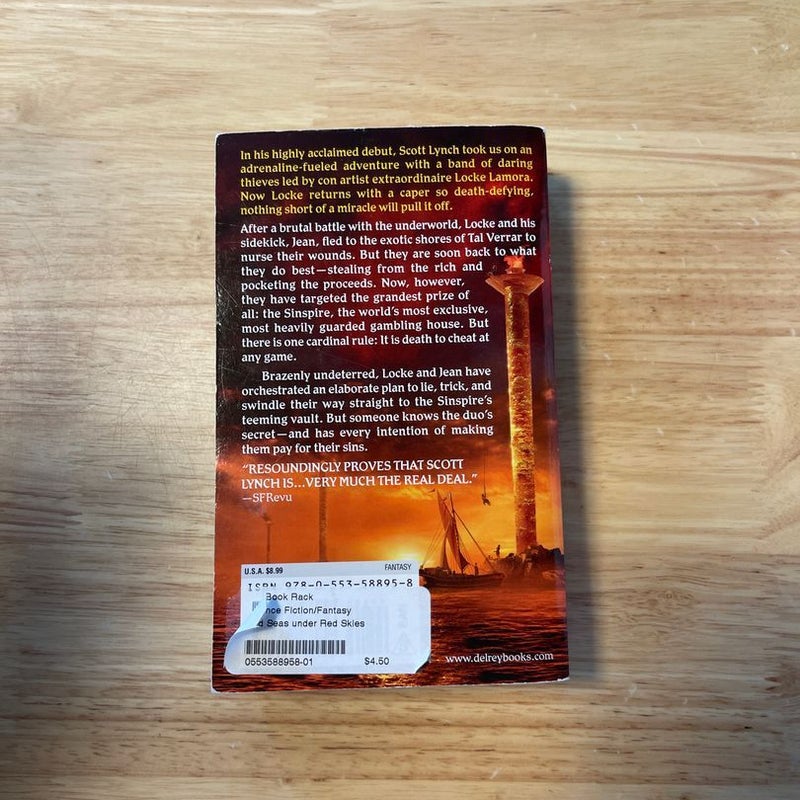 In his highly acclaimed debut, Scott Lynch took us on an
adrenaline-fueled adventure with a band of daring
thieves led by con artist extraordinaire Locke Lamora.
Now Locke returns with a caper so death-defying,
nothing short of a miracle will pull it off.
After a brutal battle with the underworld, Locke and his
sidekick, Jean, fled to the exotic shores of Tal Verrar to
nurse their wounds. But they are soon back to what
they do best—stealing from the rich and
pocketing the proceeds. Now, however,
they have targeted the grandest prize of
all: the Sinspire, the world's most exclusive,
most heavily guarded gambling house. But
there is one cardinal rule: It is death to cheat at
any game.
Brazenly undeterred, Locke and Jean have
orchestrated an elaborate plan to lie, trick, and
swindle their way straight to the Sinspire's
teeming vault. But someone knows the duo's
secret—and has every intention of making
them pay for their sins.
"RESOUNDINGLY PROVES THAT SCOTT
LYNCH IS...VERY MUCH THE REAL DEAL."
—SFRevu
U.S.A. $8.99 FANTASY
ISBN 978-0-553-58895-8
Book Rack
nce Fiction/Fantasy
d Seas under Red Skies
0553588958-01 $4.50
www.delreybooks.com